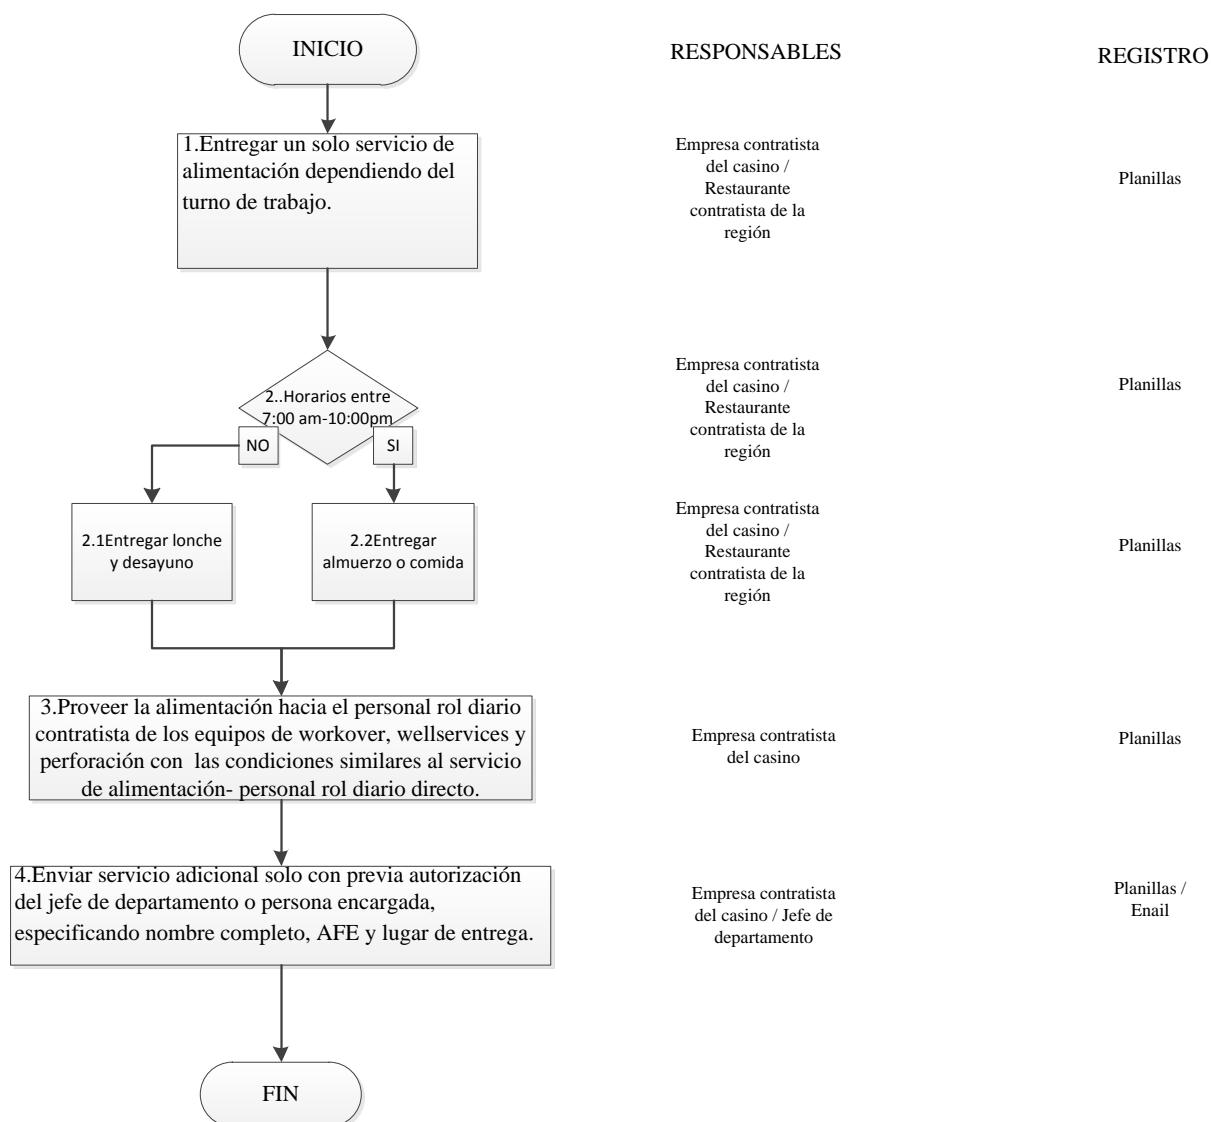 INICIO
RESPONSABLES
REGISTRO
1.Entregar un solo servicio de
alimentación dependiendo del
turno de trabajo.
Empresa contratista
del casino /
Restaurante
contratista de la
región
Planillas
2..Horarios entre
7:00 am-10:00pm
NO
SI
Empresa contratista
del casino /
Restaurante
contratista de la
región
Planillas
2.1Entregar lonche
y desayuno
2.2Entregar
almuerzo o comida
Empresa contratista
del casino /
Restaurante
contratista de la
región
Planillas
3.Proveer la alimentación hacia el personal rol diario
contratista de los equipos de workover, wellservices y
perforación con las condiciones similares al servicio
de alimentación- personal rol diario directo.
Empresa contratista
del casino
Planillas
4.Enviar servicio adicional solo con previa autorización
del jefe de departamento o persona encargada,
especificando nombre completo, AFE y lugar de entrega.
Empresa contratista
del casino / Jefe de
departamento
Planillas /
Enail
FIN